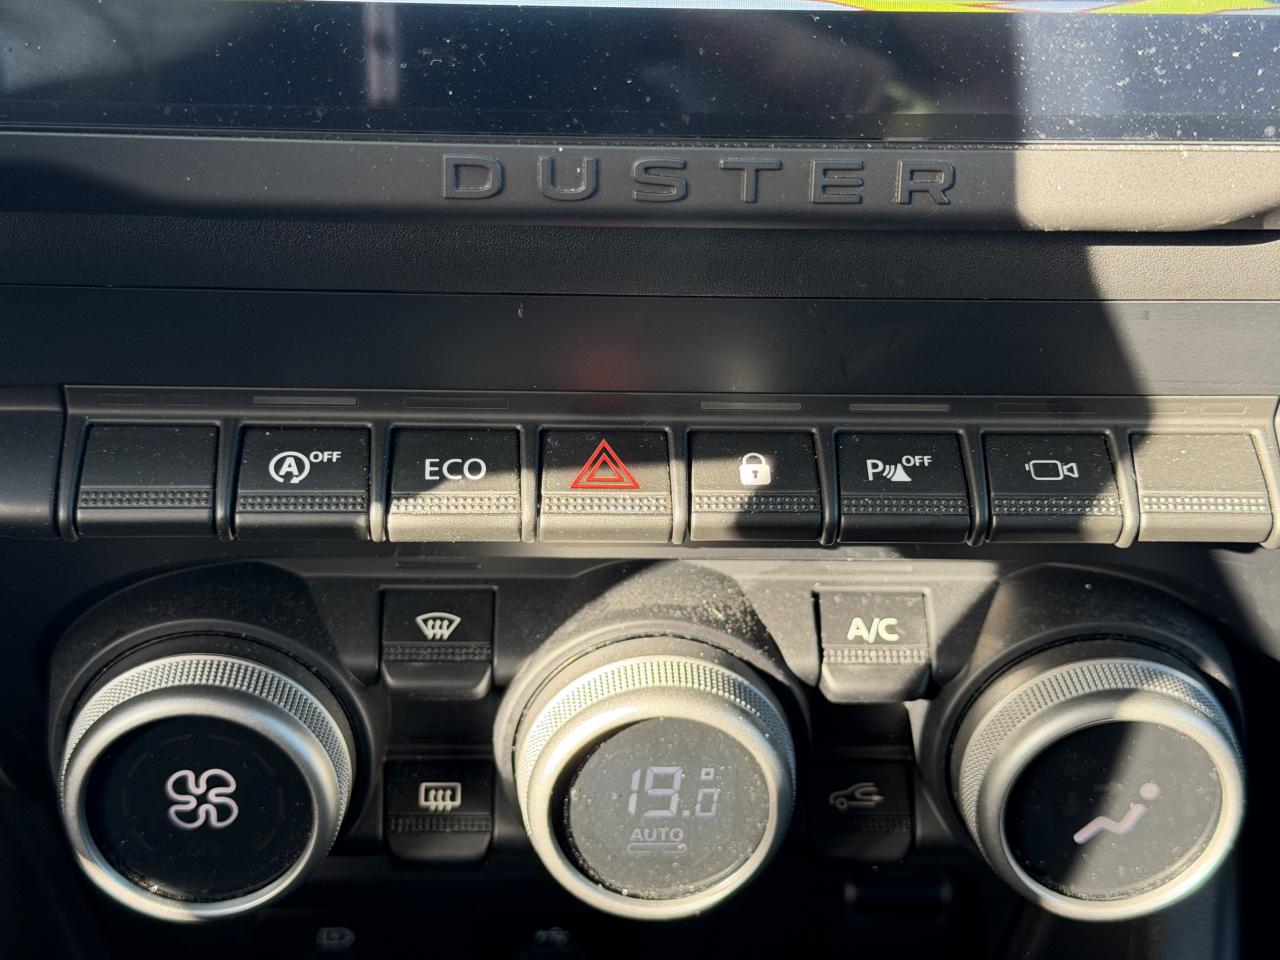 DUSTER
A OFF
ECO
P OFF
A/C
19.0°
AUTO